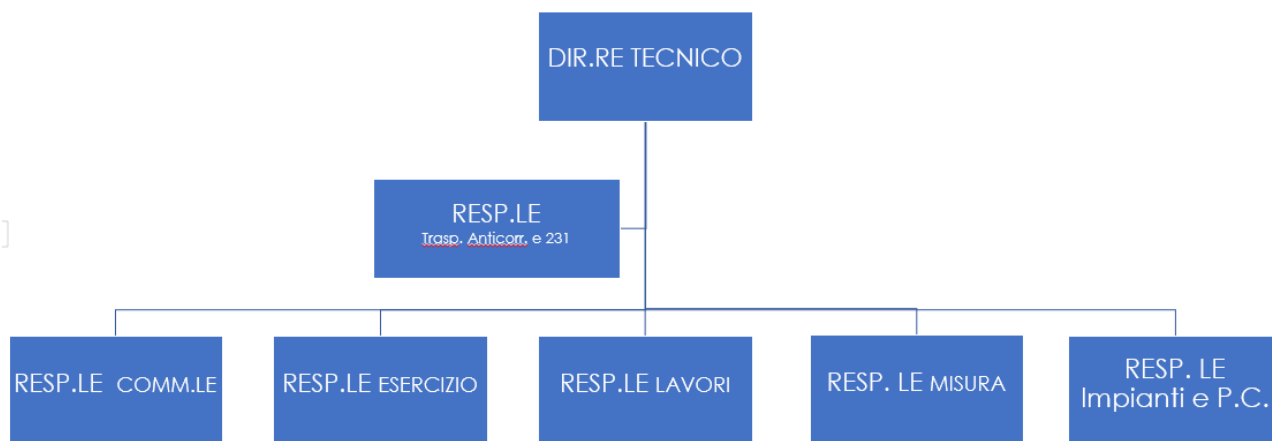 DIR.RE TECNICO
RESP.LE
Trasp. Anticorr. e 231
RESP.LE COMM.LE
RESP.LE ESERCIZIO
RESP.LE LAVORI
RESP. LE MISURA
RESP. LE
Impianti e P.C.